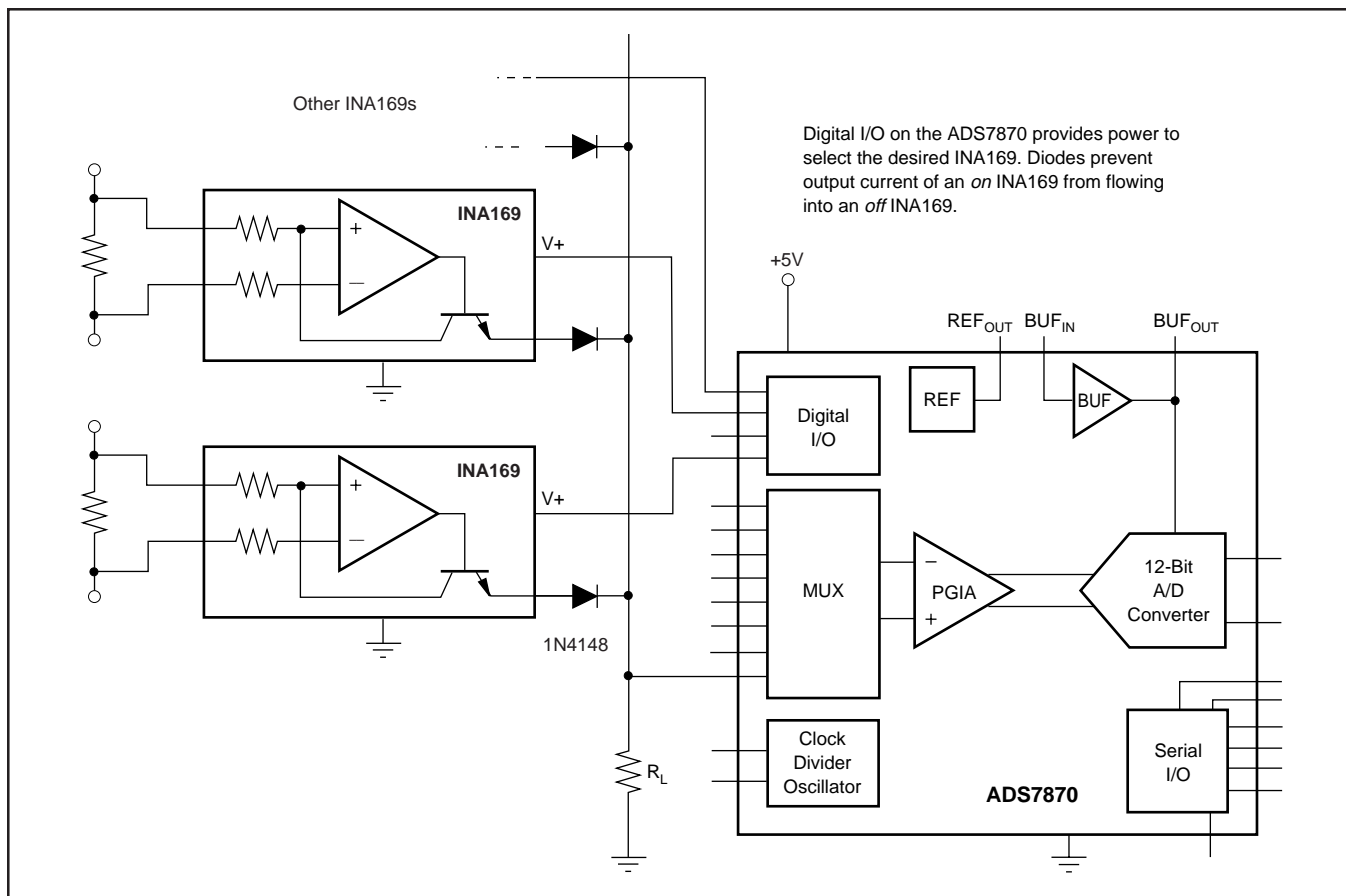 Other INA169s
Digital I/O on the ADS7870 provides power to
select the desired INA169. Diodes prevent
output current of an on INA169 from flowing
into an off INA169.
INA169
+
–
V+
INA169
+
–
V+
1N4148
R_L
+5V
REF_OUT
BUF_IN
BUF_OUT
Digital
I/O
REF
BUF
MUX
–
PGIA
+
12-Bit
A/D
Converter
Clock
Divider
Oscillator
Serial
I/O
ADS7870